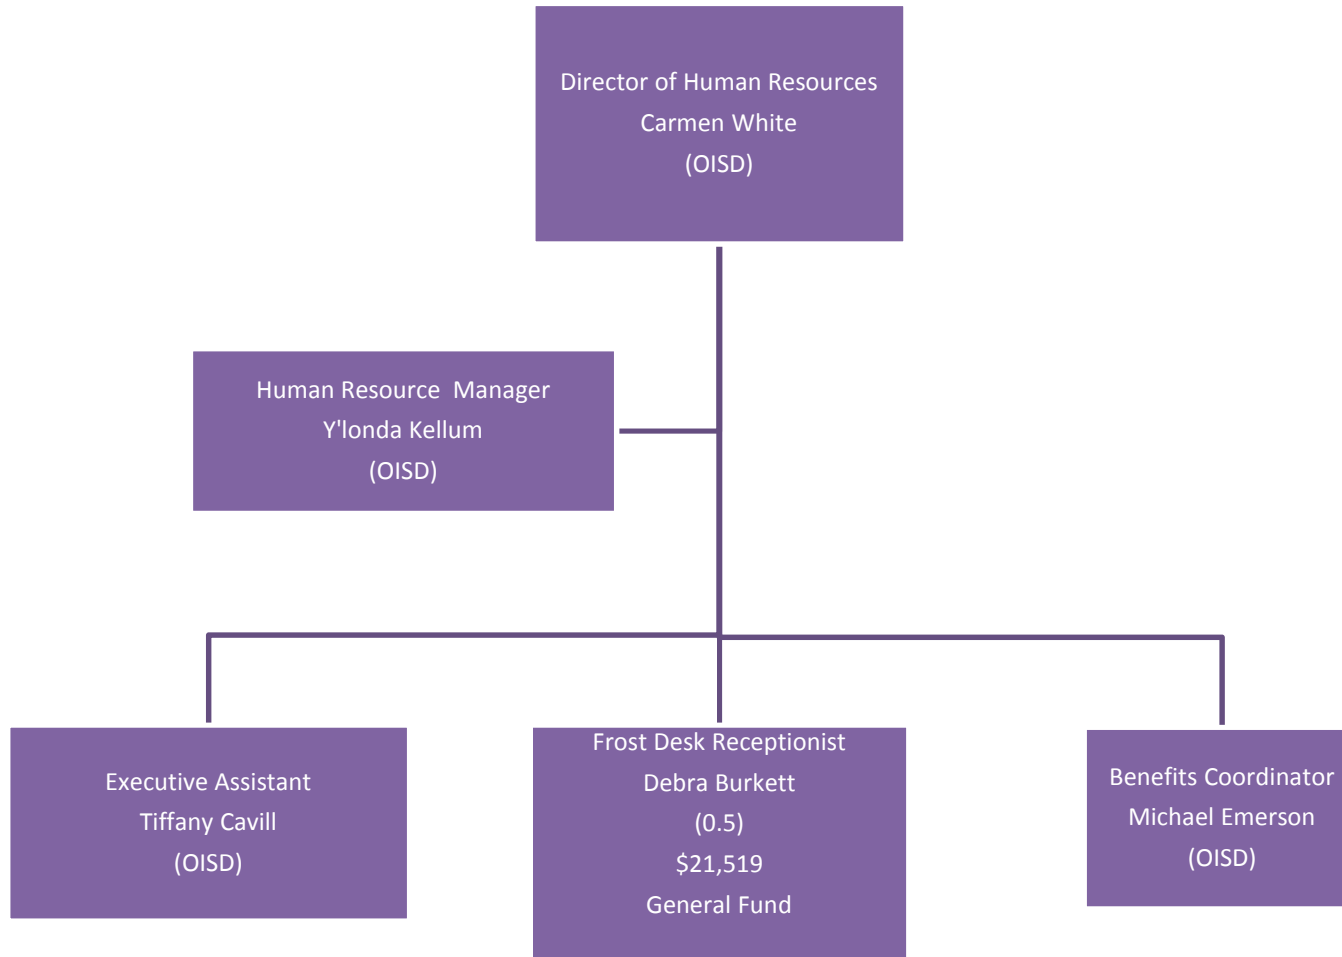 Director of Human Resources
Carmen White
(OISD)
Human Resource  Manager
Y'londa Kellum
(OISD)
Executive Assistant
Tiffany Cavill
(OISD)
Frost Desk Receptionist
Debra Burkett
(0.5)
$21,519
General Fund
Benefits Coordinator
Michael Emerson
(OISD)